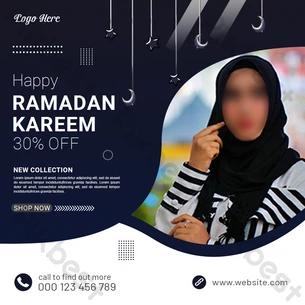 Logo Here
Happy
RAMADAN
KAREEM
30% OFF
NEW COLLECTION
SHOP NOW
call to find out more
000 123 456 789
www.website.com